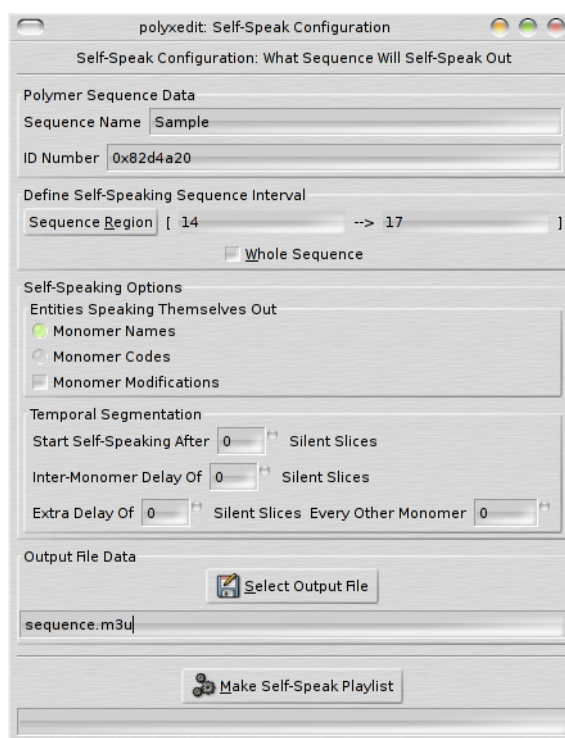 polyxedit: Self-Speak Configuration
Self-Speak Configuration: What Sequence Will Self-Speak Out
Polymer Sequence Data
Sequence Name Sample
ID Number 0x82d4a20
Define Self-Speaking Sequence Interval
Sequence Region [ 14 --> 17 ]
Whole Sequence
Self-Speaking Options
Entities Speaking Themselves Out
Monomer Names
Monomer Codes
Monomer Modifications
Temporal Segmentation
Start Self-Speaking After 0 Silent Slices
Inter-Monomer Delay Of 0 Silent Slices
Extra Delay Of 0 Silent Slices Every Other Monomer 0
Output File Data
Select Output File
sequence.m3u
Make Self-Speak Playlist